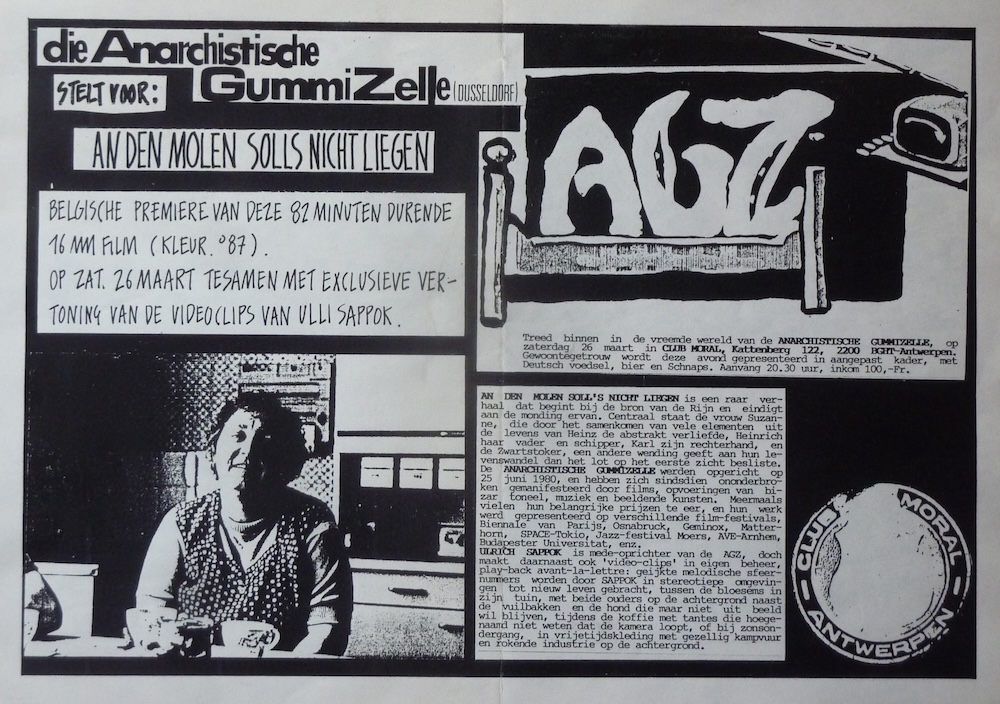 die Anarchistische
GummiZelle (DUSSELDORF)
STELT VOOR:
AN DEN MOLEN SOLLS NICHT LIEGEN
BELGISCHE PREMIERE VAN DEZE 82 MINUTEN DURENDE
16 MM FILM (KLEUR. °87).
OP ZAT. 26 MAART TESAMEN MET EXCLUSIEVE VER-
TONING VAN DE VIDEOCLIPS VAN ULLI SAPPOK.
AGZ
Treed binnen in de vreemde wereld van de ANARCHISTISCHE GUMMIZELLE, op
zaterdag 26 maart in CLUB MORAL, Kattenberg 122, 2200 BGHT-Antwerpen.
Gewoontegetrouw wordt deze avond gepresenteerd in aangepast kader, met
Deutsch voedsel, bier en Schnaps. Aanvang 20.30 uur, inkom 100,-Fr.
AN DEN MOLEN SOLL'S NICHT LIEGEN is een raar ver-
haal dat begint bij de bron van de Rijn en eindigt
aan de monding ervan. Centraal staat de vrouw Suzan-
ne, die door het samenkomen van vele elementen uit
de levens van Heinz de abstrakt verliefde, Heinrich
haar vader en schipper, Karl zijn rechterhand, en
de Zwartstoker, een andere wending geeft aan hun le-
venswandel dan het lot op het eerste zicht besliste.
De ANARCHISTISCHE GUMMIZELLE werden opgericht op
25 juni 1980, en hebben zich sindsdien ononderbro-
ken gemanifesteerd door films, opvoeringen van bi-
zar toneel, muziek en beeldende kunsten. Meermaals
vielen hun belangrijke prijzen te eer, en hun werk
werd gepresenteerd op verschillende film-festivals,
Biennale van Parijs, Osnabruck, Geminox, Matter-
horn, SPACE-Tokio, Jazz-festival Moers, AVE-Arnhem,
Budapester Universitat, enz.
ULRICH SAPPOK is mede-oprichter van de AGZ, doch
maakt daarnaast ook 'video-clips' in eigen beheer,
play-back avant-la-lettre: geijkte melodische sfeer-
nummers worden door SAPPOK in stereotiepe omgevin-
gen tot nieuw leven gebracht, tussen de bloesems in
zijn tuin, met beide ouders op de achtergrond naast
de vuilbakken en de hond die maar niet uit beeld
wil blijven, tijdens de koffie met tantes die hoege-
naamd niet weten dat de kamera loopt, of bij zonson-
dergang, in vrijetijdskleding met gezellig kampvuur
en rokende industrie op de achtergrond.
CLUB MORAL
ANTWERPEN